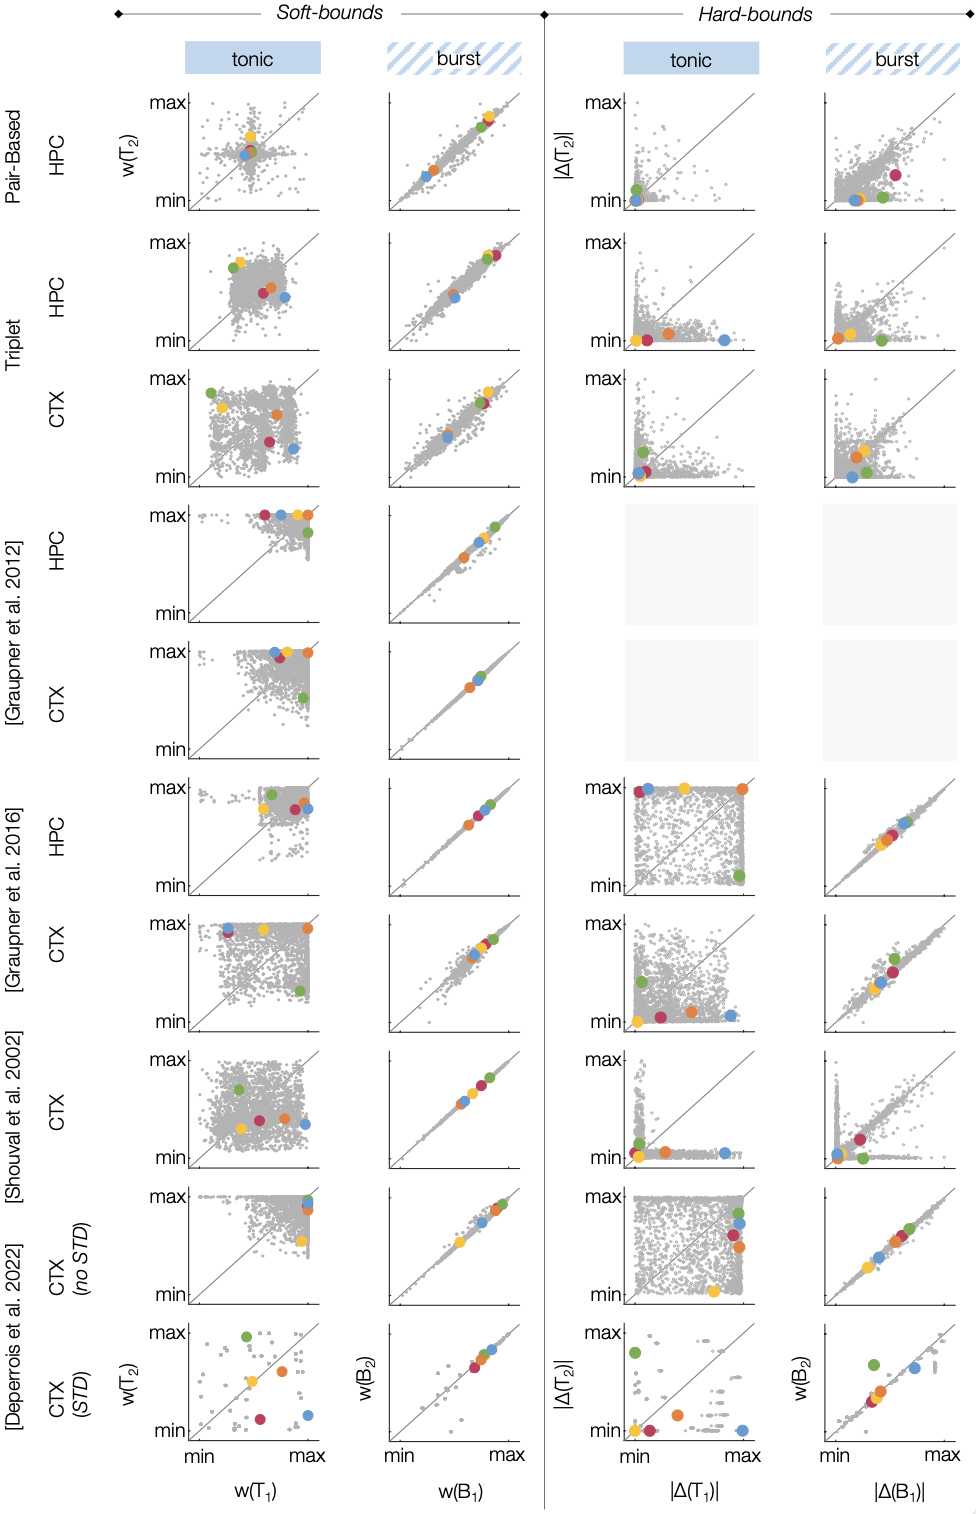 Soft-bounds Hard-bounds
tonic burst tonic burst
Pair-Based
HPC
max
min
w(T2)
|Δ(T2)|
max
min
Triplet
HPC
max
min
max
min
CTX
max
min
max
min
[Graupner et al. 2012]
HPC
max
min
CTX
max
min
[Graupner et al. 2016]
HPC
max
min
max
min
CTX
max
min
max
min
[Shouval et al. 2002]
CTX
max
min
max
min
[Deperrois et al. 2022]
CTX
(no STD)
max
min
max
min
CTX
(STD)
max
min
w(T2)
w(B2)
|Δ(T2)|
max
min
w(B2)
min max min max min max min max
w(T1) w(B1) |Δ(T1)| |Δ(B1)|